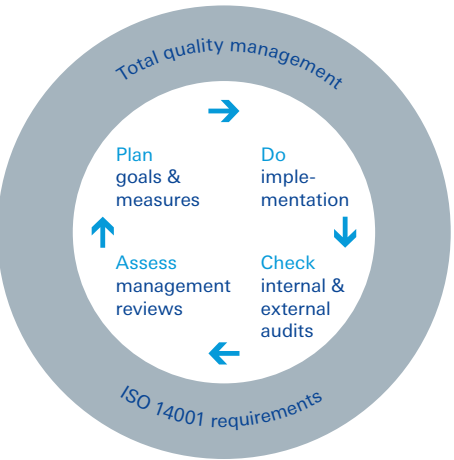 Total quality management
Plan
goals &
measures
Do
imple-
mentation
Assess
management
reviews
Check
internal &
external
audits
ISO 14001 requirements